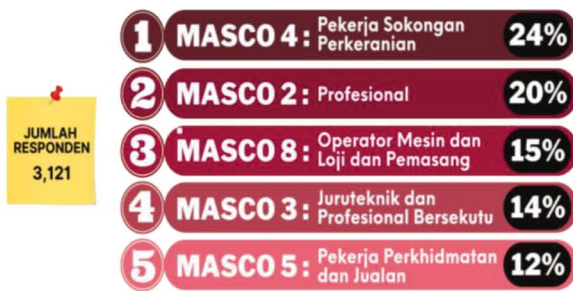 JUMLAH
RESPONDEN
3,121
1 MASCO 4: Pekerja Sokongan
Perkeranian 24%
2 MASCO 2: Profesional 20%
3 MASCO 8: Operator Mesin dan
Loji dan Pemasang 15%
4 MASCO 3: Juruteknik dan
Profesional Bersekutu 14%
5 MASCO 5: Pekerja Perkhidmatan
dan Jualan 12%